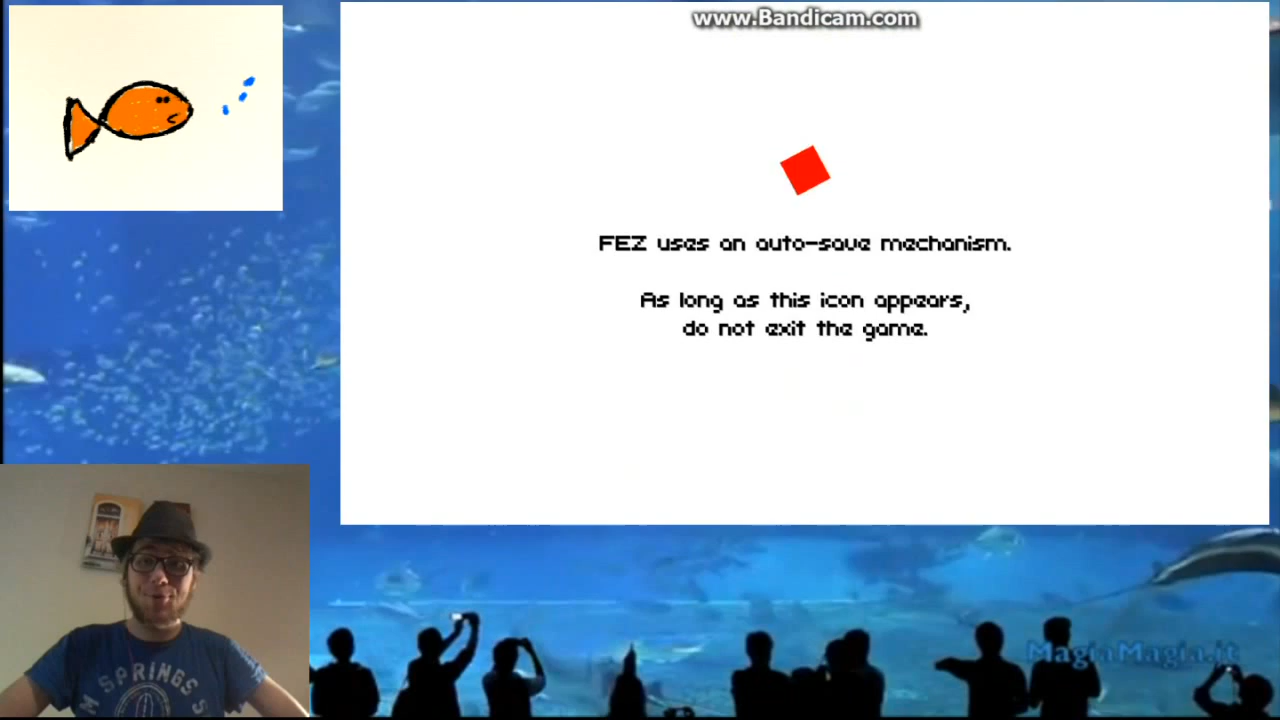 www.Bandicam.com
FEZ uses an auto-save mechanism.
As long as this icon appears,
do not exit the game.
MagiaMagia.it
M SPRINGS S